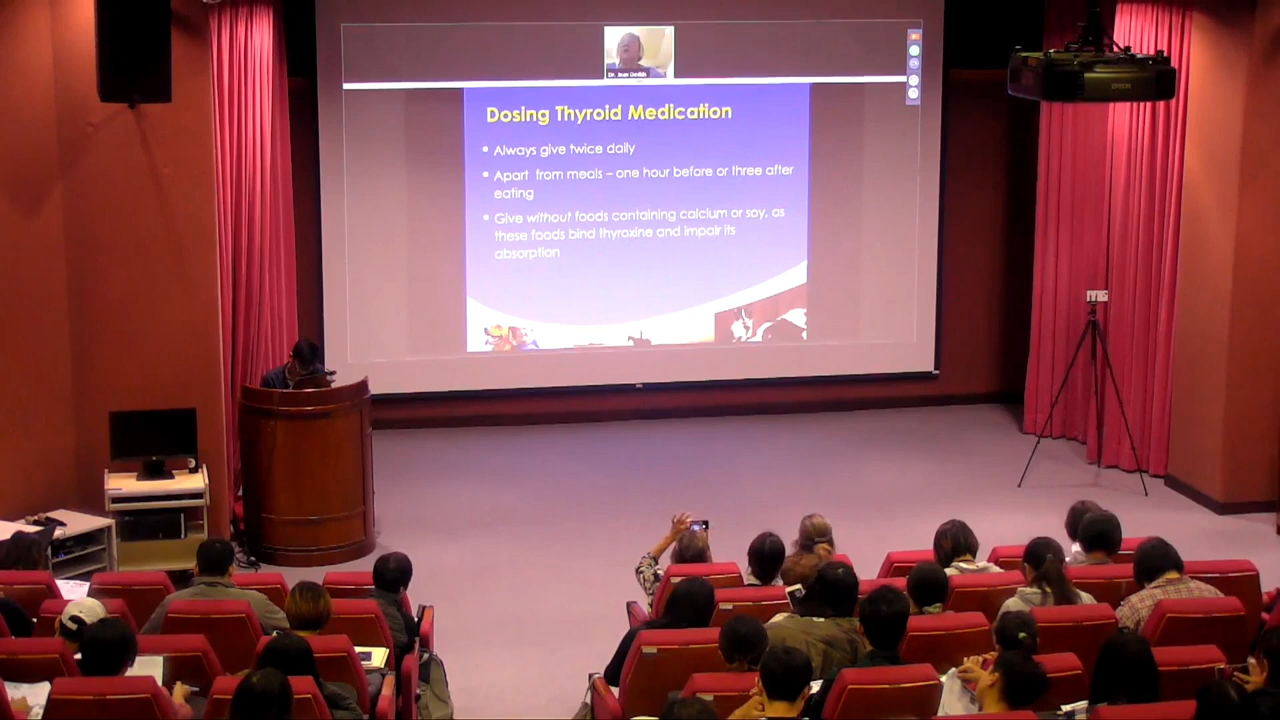 Dosing Thyroid Medication
Always give twice daily
Apart from meals – one hour before or three after
eating
Give without foods containing calcium or soy, as
these foods bind thyroxine and impair its
absorption
EPSON